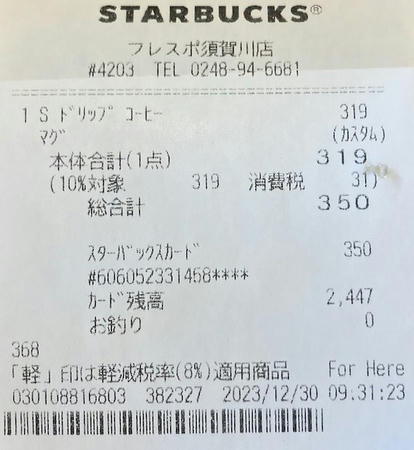 STARBUCKS®
フレスポ須賀川店
#4203 TEL 0248-94-6681
1 S ﾄﾞﾘｯﾌﾟ ｺｰﾋｰ 319
ﾏｸﾞ (カスタム)
本体合計(1点) 319
(10%対象 319 消費税 31)
総合計 350
ｽﾀｰﾊﾞｯｸｽｶｰﾄﾞ 350
#606052331458****
ｶｰﾄﾞ残高 2,447
お釣り 0
368
「軽」印は軽減税率(8%)適用商品 For Here
030108816803 382327 2023/12/30 09:31:23